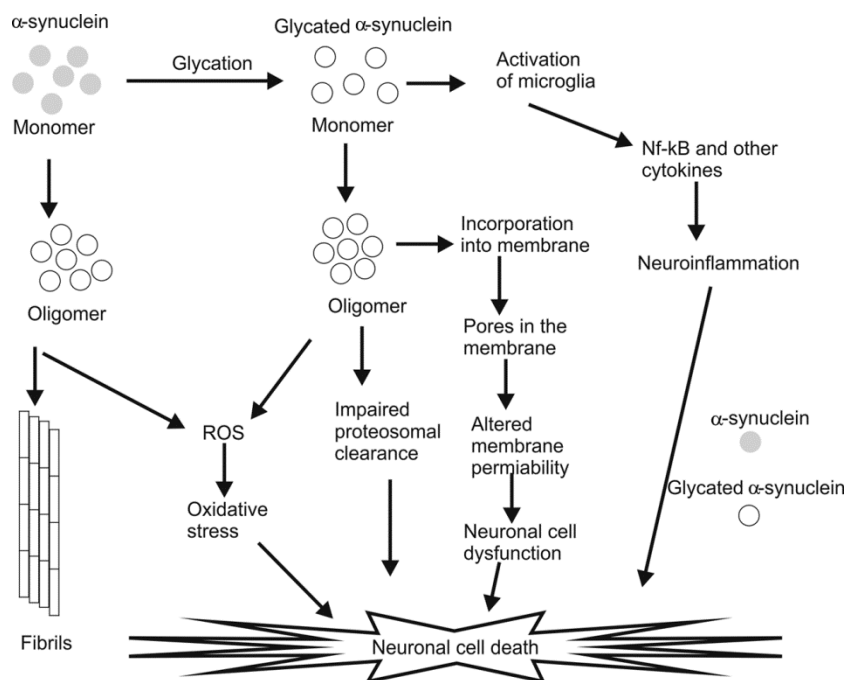 α-synuclein
Glycated α-synuclein
Glycation
Activation
of microglia
Monomer
Monomer
Nf-kB and other
cytokines
Incorporation
into membrane
Neuroinflammation
Oligomer
Oligomer
Pores in the
membrane
ROS
Impaired
proteosomal
clearance
Altered
membrane
permiability
α-synuclein
Glycated α-synuclein
Oxidative
stress
Neuronal cell
dysfunction
Fibrils
Neuronal cell death